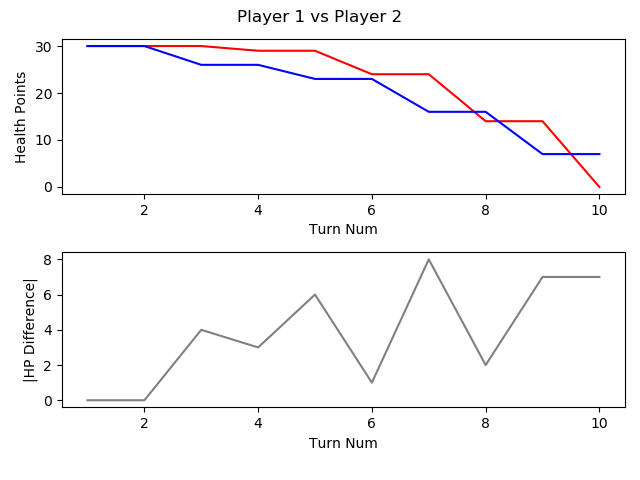 Player 1 vs Player 2
30
20
10
0
Health Points
2 4 6 8 10
Turn Num
8
6
4
2
0
|HP Difference|
2 4 6 8 10
Turn Num